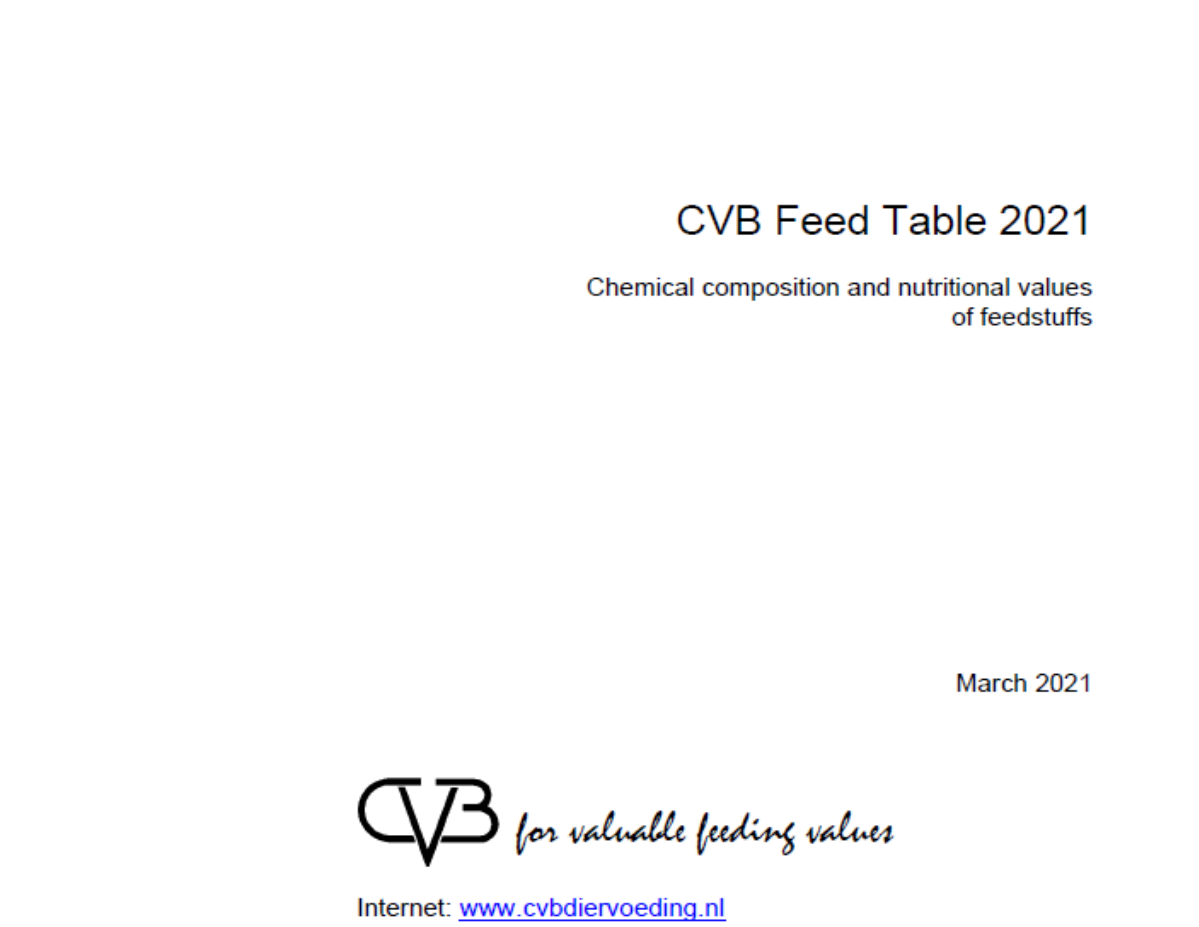 CVB Feed Table 2021
Chemical composition and nutritional values
of feedstuffs
March 2021
CVB for valuable feeding values
Internet: www.cvbdiervoeding.nl